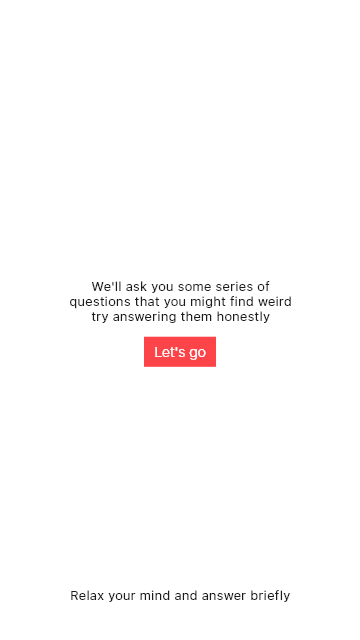 We'll ask you some series of
questions that you might find weird
try answering them honestly
Let's go
Relax your mind and answer briefly